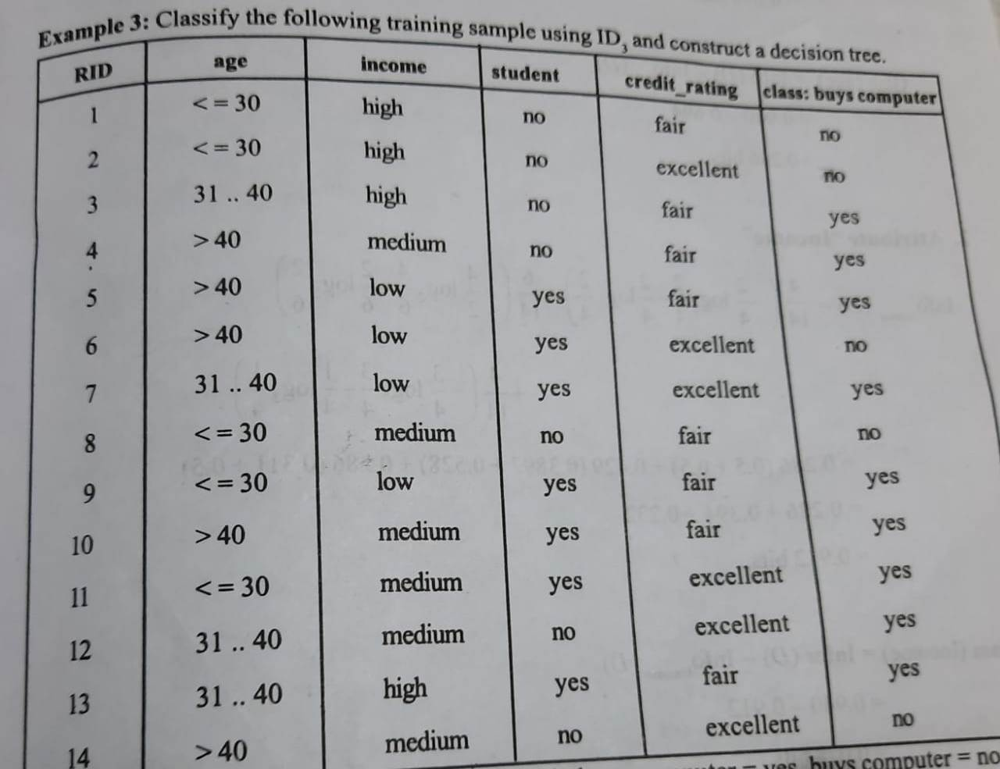 Example 3: Classify the following training sample using ID3 and construct a decision tree.
RID age income student credit_rating class: buys computer
1 <= 30 high no fair no
2 <= 30 high no excellent no
3 31 .. 40 high no fair yes
4 > 40 medium no fair yes
5 > 40 low yes fair yes
6 > 40 low yes excellent no
7 31 .. 40 low yes excellent yes
8 <= 30 medium no fair no
9 <= 30 low yes fair yes
10 > 40 medium yes fair yes
11 <= 30 medium yes excellent yes
12 31 .. 40 medium no excellent yes
13 31 .. 40 high yes fair yes
14 > 40 medium no excellent no
= yes, buys computer = no